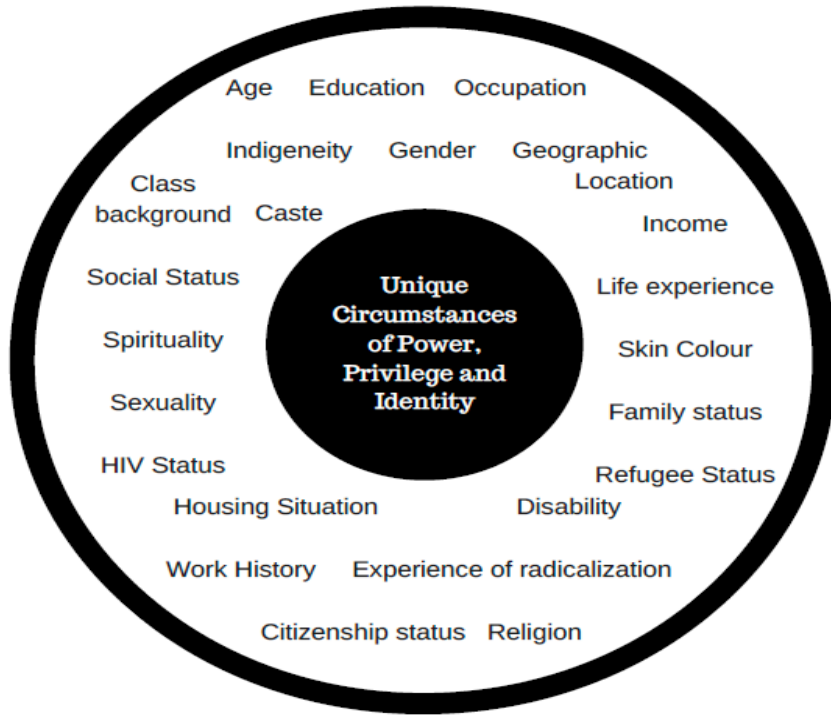 Age Education Occupation
Indigeneity Gender Geographic
Location
Class
background Caste
Income
Social Status
Life experience
Unique
Circumstances
of Power,
Privilege and
Identity
Spirituality
Skin Colour
Sexuality
Family status
HIV Status
Refugee Status
Housing Situation
Disability
Work History Experience of radicalization
Citizenship status Religion